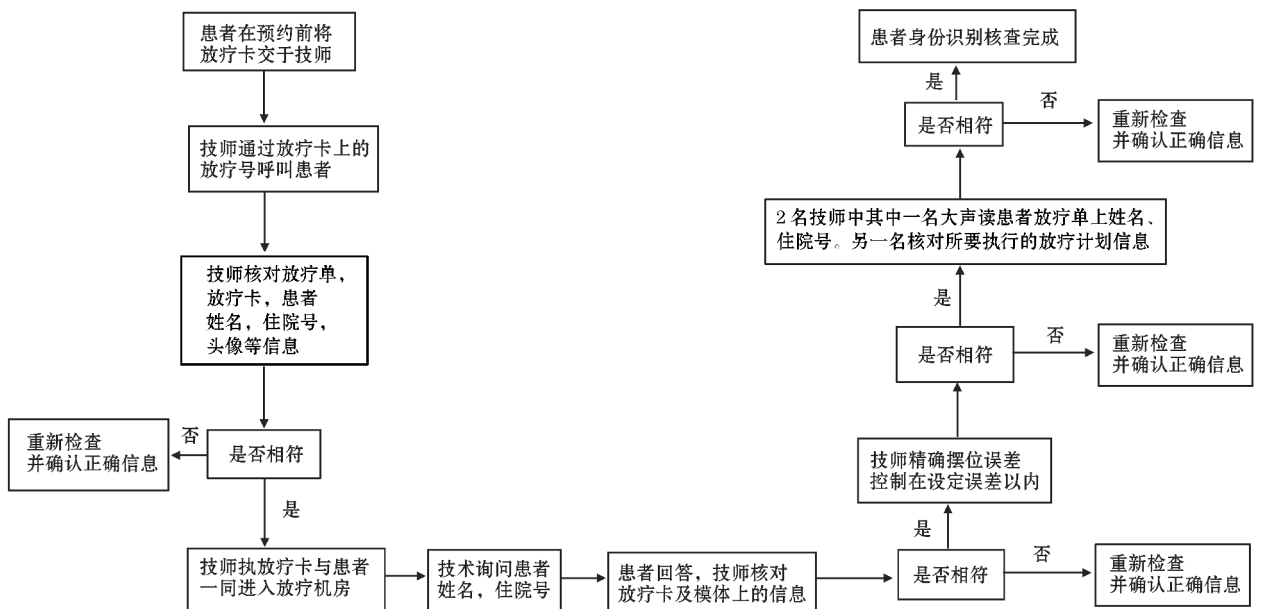 患者在预约前将
放疗卡交于技师
技师通过放疗卡上的
放疗号呼叫患者
技师核对放疗单，
放疗卡，患者
姓名，住院号，
头像等信息
是否相符
否
重新检查
并确认正确信息
是
技师执放疗卡与患者
一同进入放疗机房
技术询问患者
姓名，住院号
患者回答，技师核对
放疗卡及模体上的信息
是否相符
否
重新检查
并确认正确信息
是
技师精确摆位误差
控制在设定误差以内
是否相符
否
重新检查
并确认正确信息
是
2名技师中其中一名大声读患者放疗单上姓名、
住院号。另一名核对所要执行的放疗计划信息
是否相符
否
重新检查
并确认正确信息
是
患者身份识别核查完成